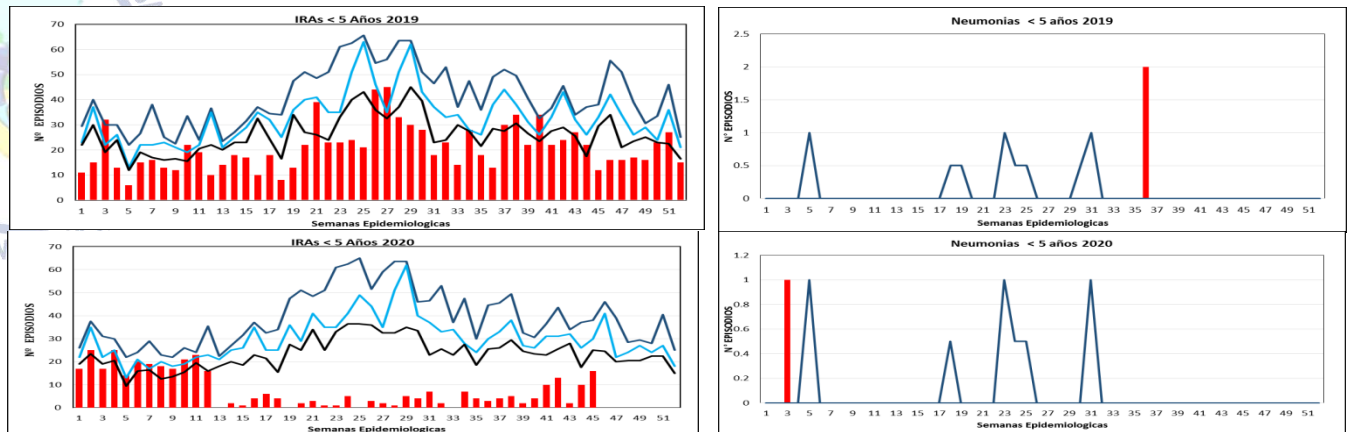 IRAs < 5 Años 2019
Nº EPISODIOS
70
60
50
40
30
20
10
0
1 3 5 7 9 11 13 15 17 19 21 23 25 27 29 31 33 35 37 39 41 43 45 47 49 51
Semanas Epidemiologicas
Neumonias < 5 años 2019
N° EPISODIOS
2.5
2
1.5
1
0.5
0
1 3 5 7 9 11 13 15 17 19 21 23 25 27 29 31 33 35 37 39 41 43 45 47 49 51
Semanas Epidemiologicas
IRAs < 5 Años 2020
Nº EPISODIOS
70
60
50
40
30
20
10
0
1 3 5 7 9 11 13 15 17 19 21 23 25 27 29 31 33 35 37 39 41 43 45 47 49 51
Semanas Epidemiologicas
Neumonias < 5 años 2020
N° EPISODIOS
1.2
1
0.8
0.6
0.4
0.2
0
1 3 5 7 9 11 13 15 17 19 21 23 25 27 29 31 33 35 37 39 41 43 45 47 49 51
Semanas Epidemiologicas